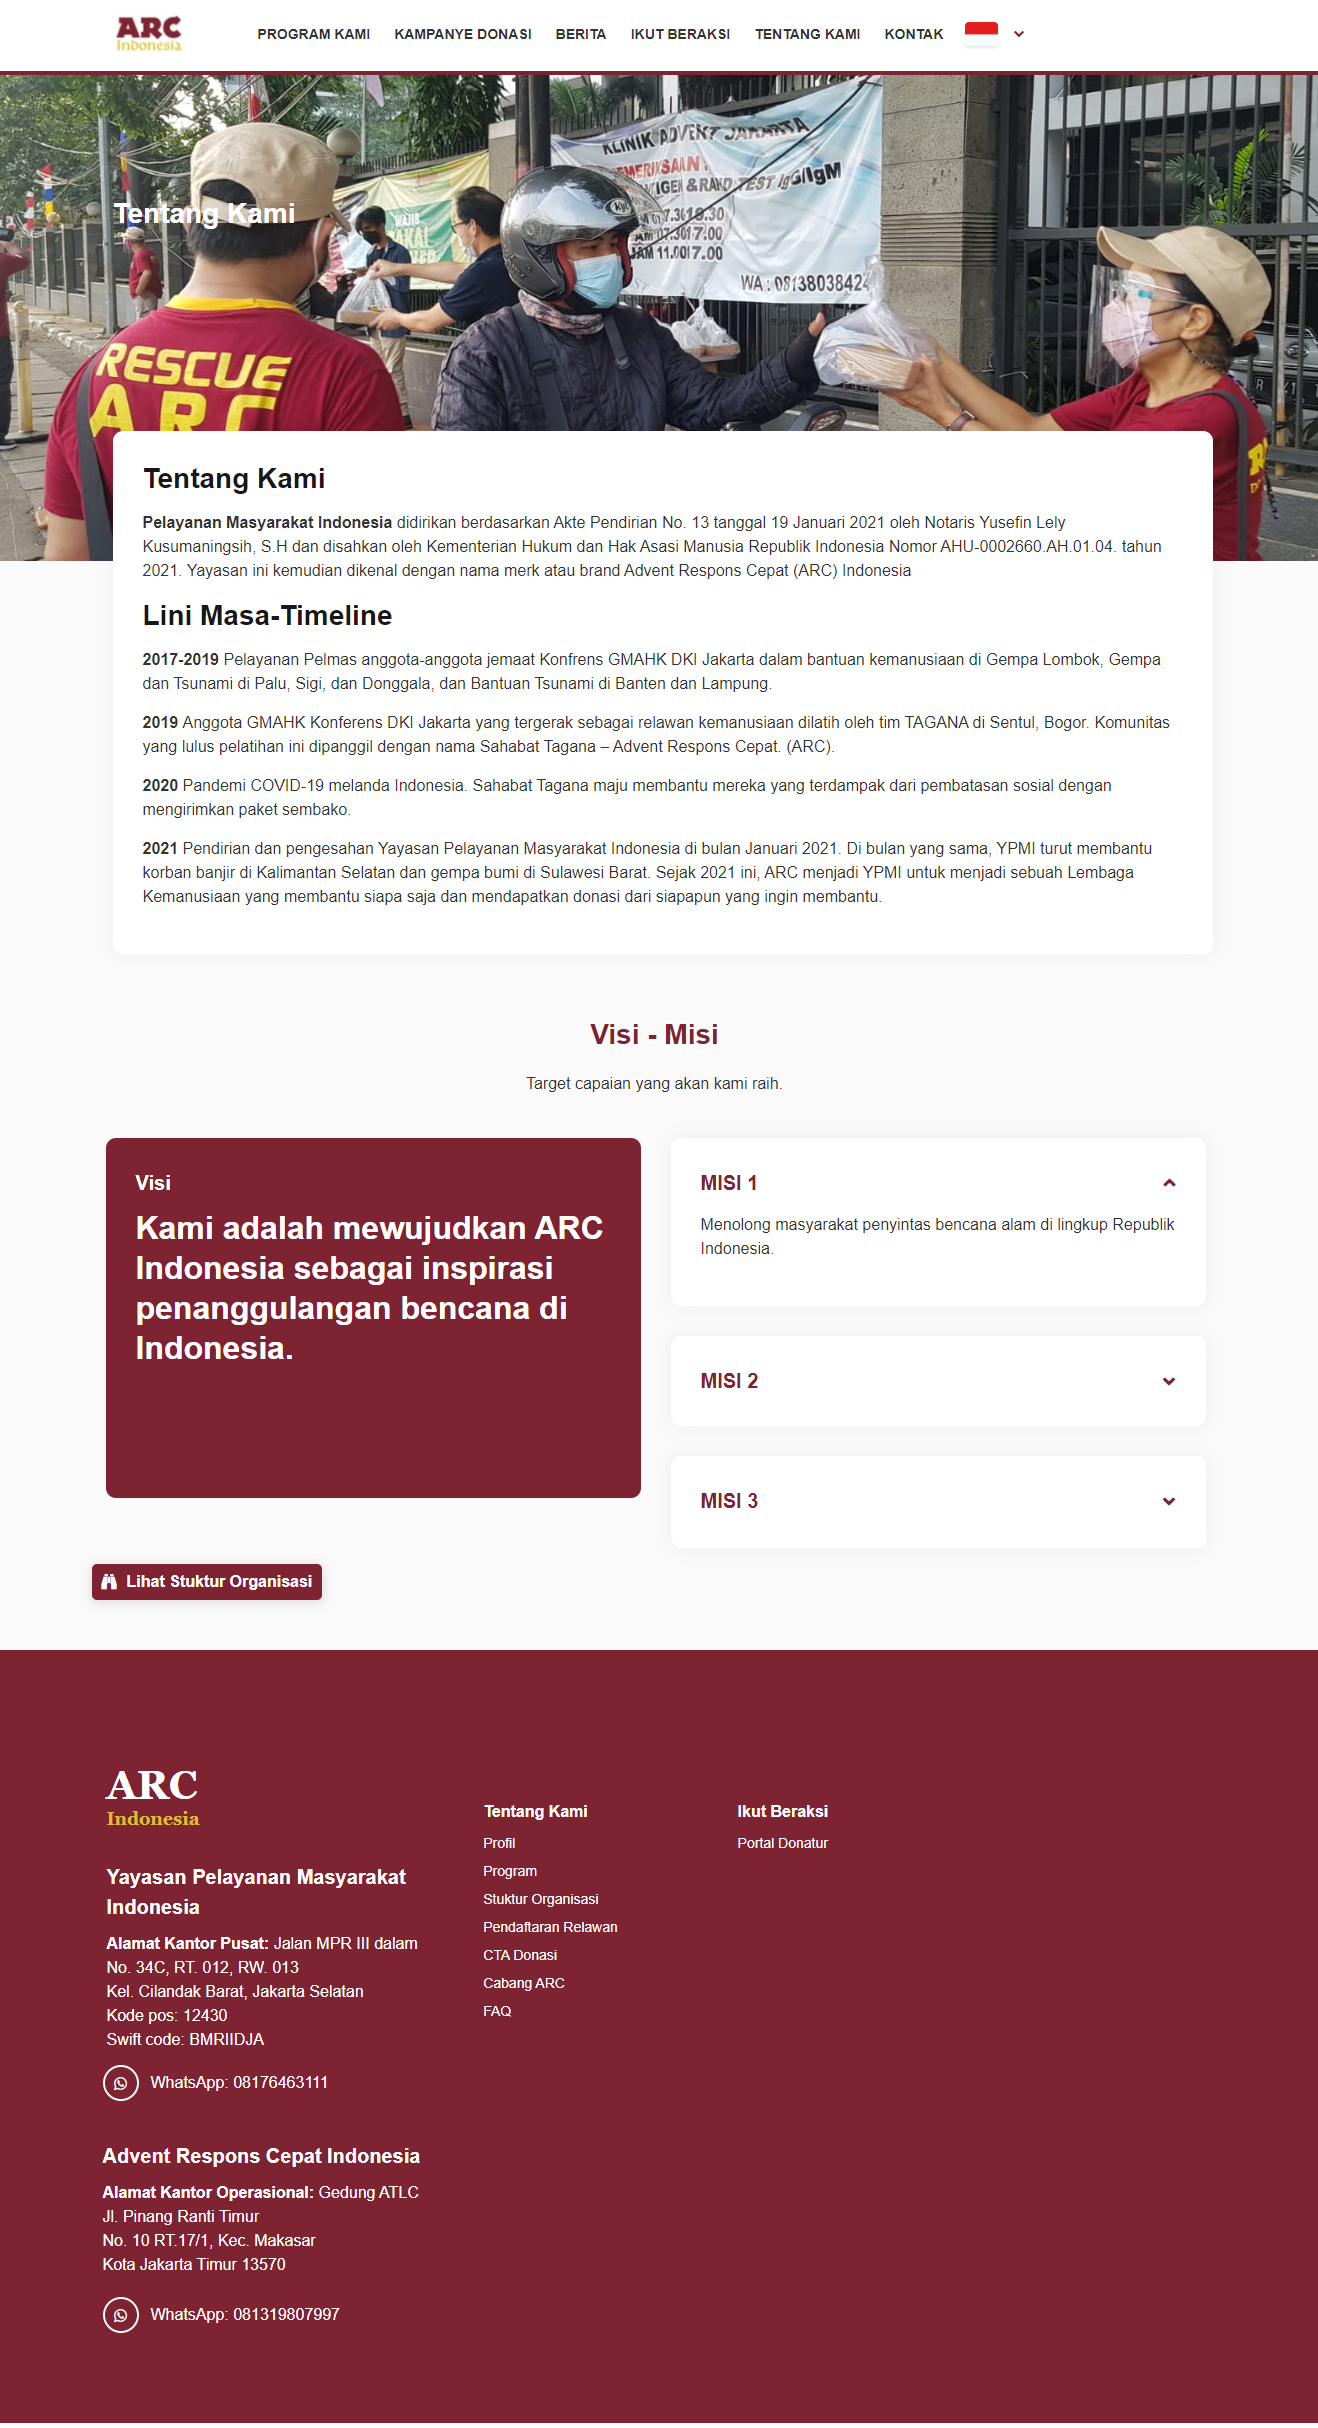 ARC
Indonesia
PROGRAM KAMI
KAMPANYE DONASI
BERITA
IKUT BERAKSI
TENTANG KAMI
KONTAK
KLINIK ADVENT JAKARTA
WA : 08138038424
Tentang Kami
RESCUE
ARC
Tentang Kami
Pelayanan Masyarakat Indonesia didirikan berdasarkan Akte Pendirian No. 13 tanggal 19 Januari 2021 oleh Notaris Yusefin Lely
Kusumaningsih, S.H dan disahkan oleh Kementerian Hukum dan Hak Asasi Manusia Republik Indonesia Nomor AHU-0002660.AH.01.04. tahun
2021. Yayasan ini kemudian dikenal dengan nama merk atau brand Advent Respons Cepat (ARC) Indonesia
Lini Masa-Timeline
2017-2019 Pelayanan Pelmas anggota-anggota jemaat Konfrens GMAHK DKI Jakarta dalam bantuan kemanusiaan di Gempa Lombok, Gempa
dan Tsunami di Palu, Sigi, dan Donggala, dan Bantuan Tsunami di Banten dan Lampung.
2019 Anggota GMAHK Konferens DKI Jakarta yang tergerak sebagai relawan kemanusiaan dilatih oleh tim TAGANA di Sentul, Bogor. Komunitas
yang lulus pelatihan ini dipanggil dengan nama Sahabat Tagana – Advent Respons Cepat. (ARC).
2020 Pandemi COVID-19 melanda Indonesia. Sahabat Tagana maju membantu mereka yang terdampak dari pembatasan sosial dengan
mengirimkan paket sembako.
2021 Pendirian dan pengesahan Yayasan Pelayanan Masyarakat Indonesia di bulan Januari 2021. Di bulan yang sama, YPMI turut membantu
korban banjir di Kalimantan Selatan dan gempa bumi di Sulawesi Barat. Sejak 2021 ini, ARC menjadi YPMI untuk menjadi sebuah Lembaga
Kemanusiaan yang membantu siapa saja dan mendapatkan donasi dari siapapun yang ingin membantu.
Visi - Misi
Target capaian yang akan kami raih.
Visi
Kami adalah mewujudkan ARC
Indonesia sebagai inspirasi
penanggulangan bencana di
Indonesia.
MISI 1
Menolong masyarakat penyintas bencana alam di lingkup Republik
Indonesia.
MISI 2
MISI 3
Lihat Stuktur Organisasi
ARC
Indonesia
Yayasan Pelayanan Masyarakat
Indonesia
Alamat Kantor Pusat: Jalan MPR III dalam
No. 34C, RT. 012, RW. 013
Kel. Cilandak Barat, Jakarta Selatan
Kode pos: 12430
Swift code: BMRIIDJA
WhatsApp: 08176463111
Advent Respons Cepat Indonesia
Alamat Kantor Operasional: Gedung ATLC
Jl. Pinang Ranti Timur
No. 10 RT.17/1, Kec. Makasar
Kota Jakarta Timur 13570
WhatsApp: 081319807997
Tentang Kami
Profil
Program
Stuktur Organisasi
Pendaftaran Relawan
CTA Donasi
Cabang ARC
FAQ
Ikut Beraksi
Portal Donatur